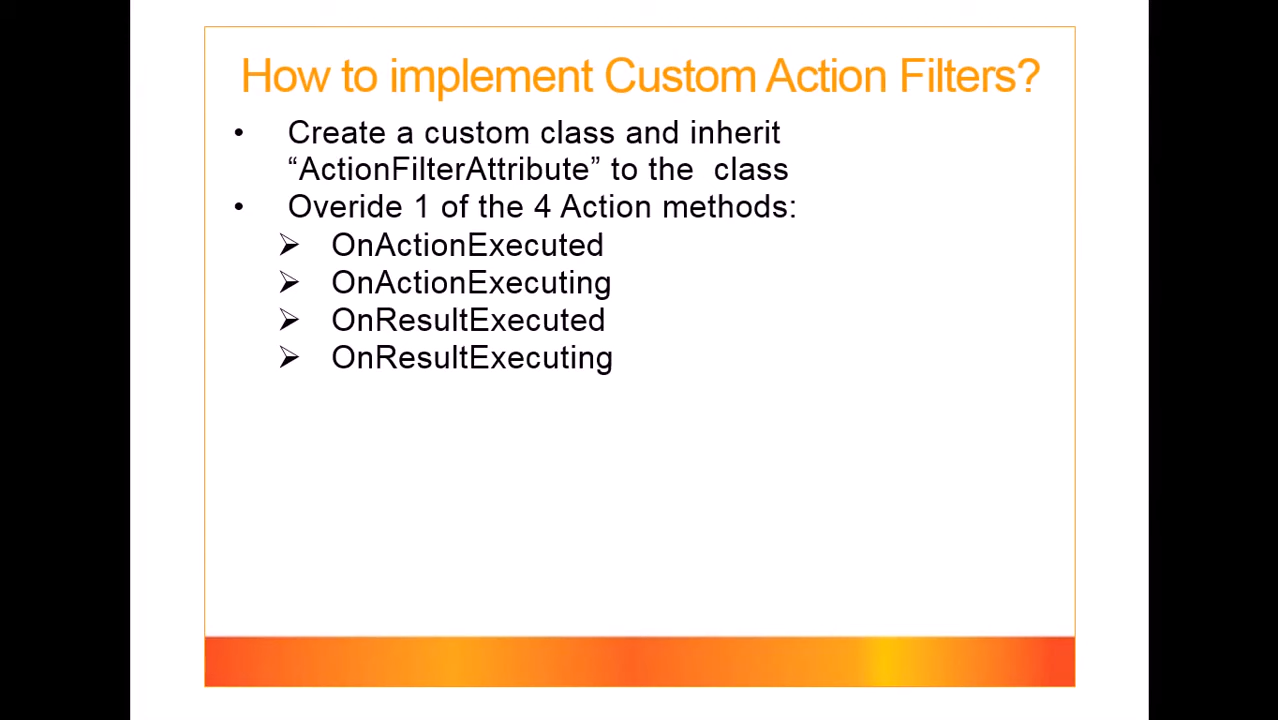 How to implement Custom Action Filters?
• Create a custom class and inherit
“ActionFilterAttribute” to the class
• Overide 1 of the 4 Action methods:
➢ OnActionExecuted
➢ OnActionExecuting
➢ OnResultExecuted
➢ OnResultExecuting